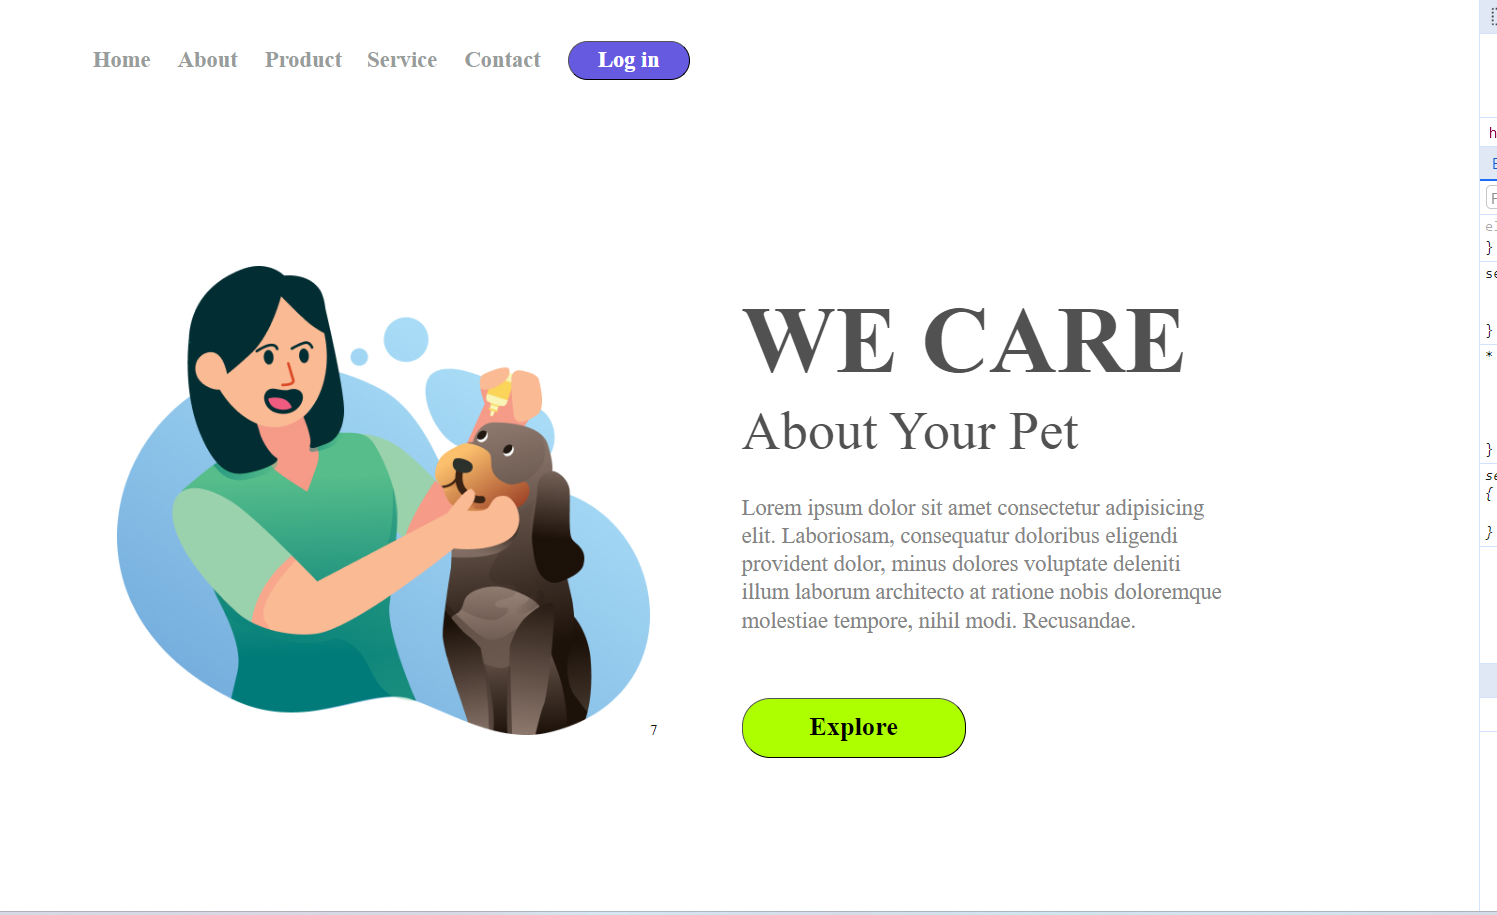 Home About Product Service Contact Log in
WE CARE
About Your Pet
Lorem ipsum dolor sit amet consectetur adipisicing
elit. Laboriosam, consequatur doloribus eligendi
provident dolor, minus dolores voluptate deleniti
illum laborum architecto at ratione nobis doloremque
molestiae tempore, nihil modi. Recusandae.
7
Explore
h
}
se
}
*
}
se
{
}